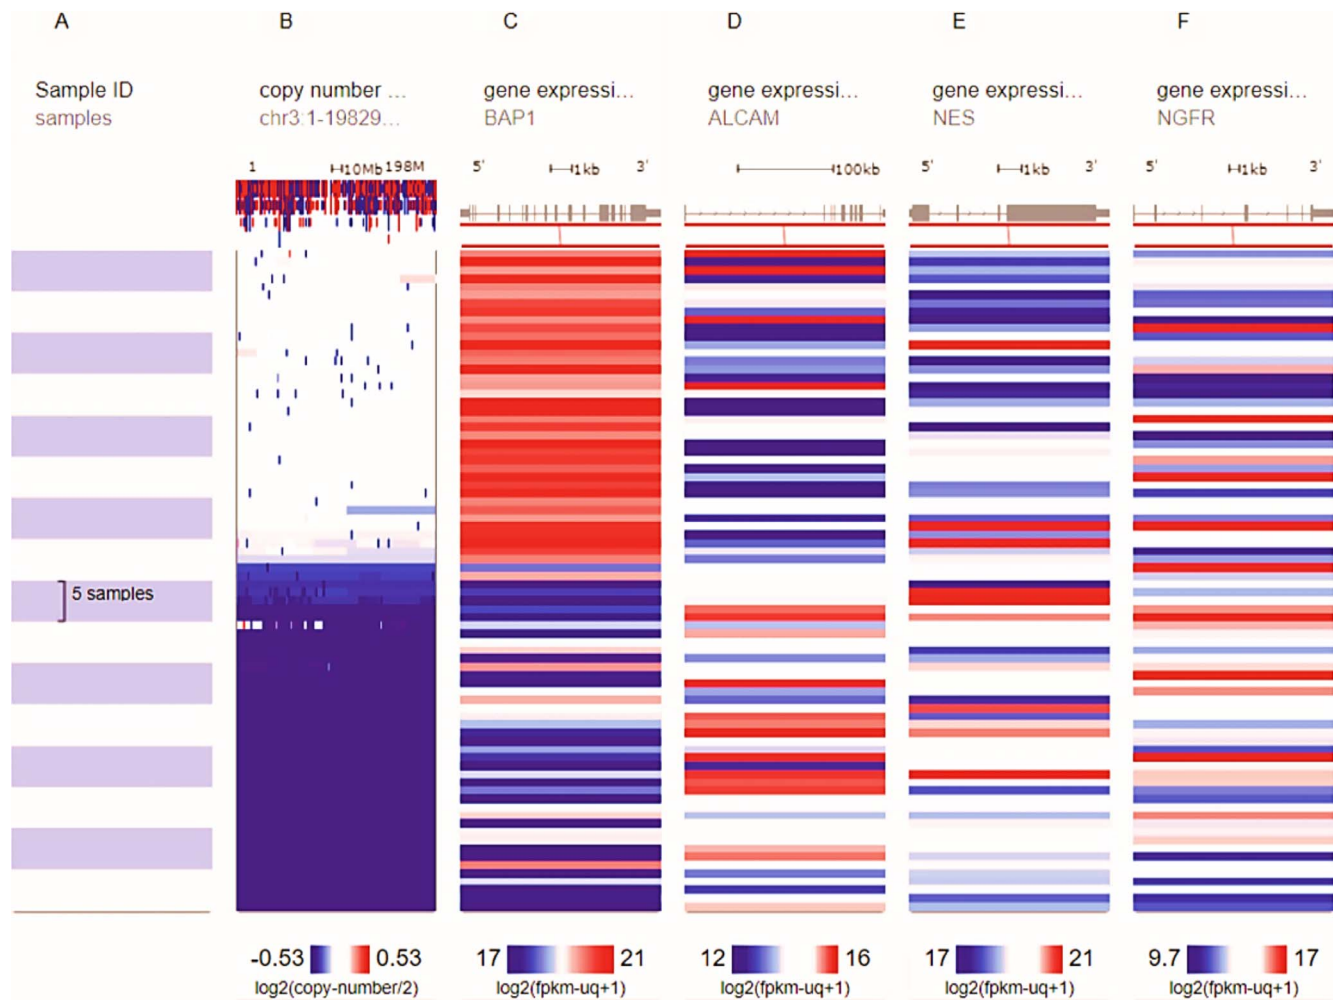 A B C D E F
Sample ID copy number ... gene expressi... gene expressi... gene expressi... gene expressi...
samples chr3:1-19829... BAP1 ALCAM NES NGFR
1 10Mb 198M 5' 1kb 3' 100kb 5' 1kb 3' 5' 1kb 3'
5 samples
-0.53 0.53 17 21 12 16 17 21 9.7 17
log2(copy-number/2) log2(fpkm-uq+1) log2(fpkm-uq+1) log2(fpkm-uq+1) log2(fpkm-uq+1)